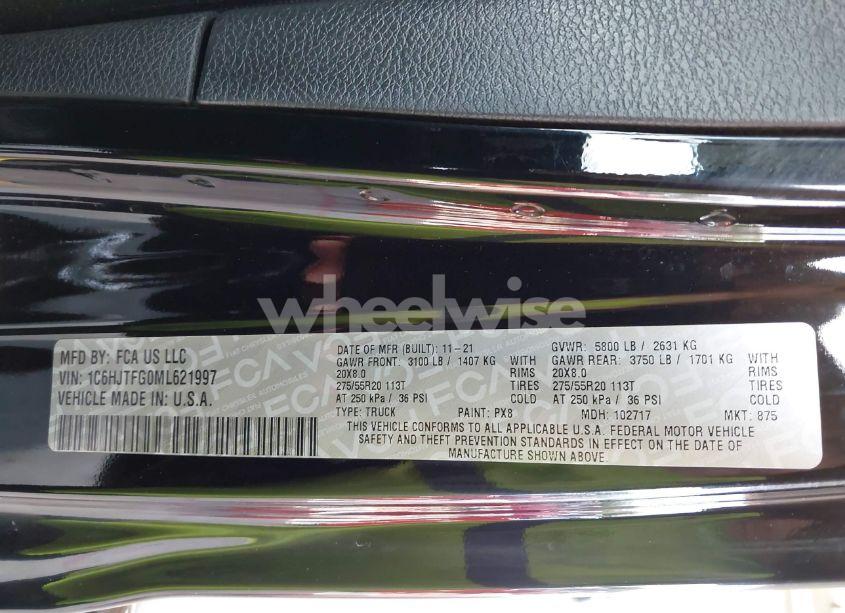 wheelwise
MFD BY: FCA US LLC
VIN: 1C6HJTFG0ML621997
VEHICLE MADE IN: U.S.A.
DATE OF MFR (BUILT): 11-21
GVWR: 5800 LB / 2631 KG
GAWR FRONT: 3100 LB / 1407 KG WITH
GAWR REAR: 3750 LB / 1701 KG WITH
20X8.0 RIMS
20X8.0 RIMS
275/55R20 113T TIRES
275/55R20 113T TIRES
AT 250 kPa / 36 PSI COLD
AT 250 kPa / 36 PSI COLD
TYPE: TRUCK PAINT: PX8 MDH: 102717 MKT: 875
THIS VEHICLE CONFORMS TO ALL APPLICABLE U.S.A. FEDERAL MOTOR VEHICLE
SAFETY AND THEFT PREVENTION STANDARDS IN EFFECT ON THE DATE OF
MANUFACTURE SHOWN ABOVE.